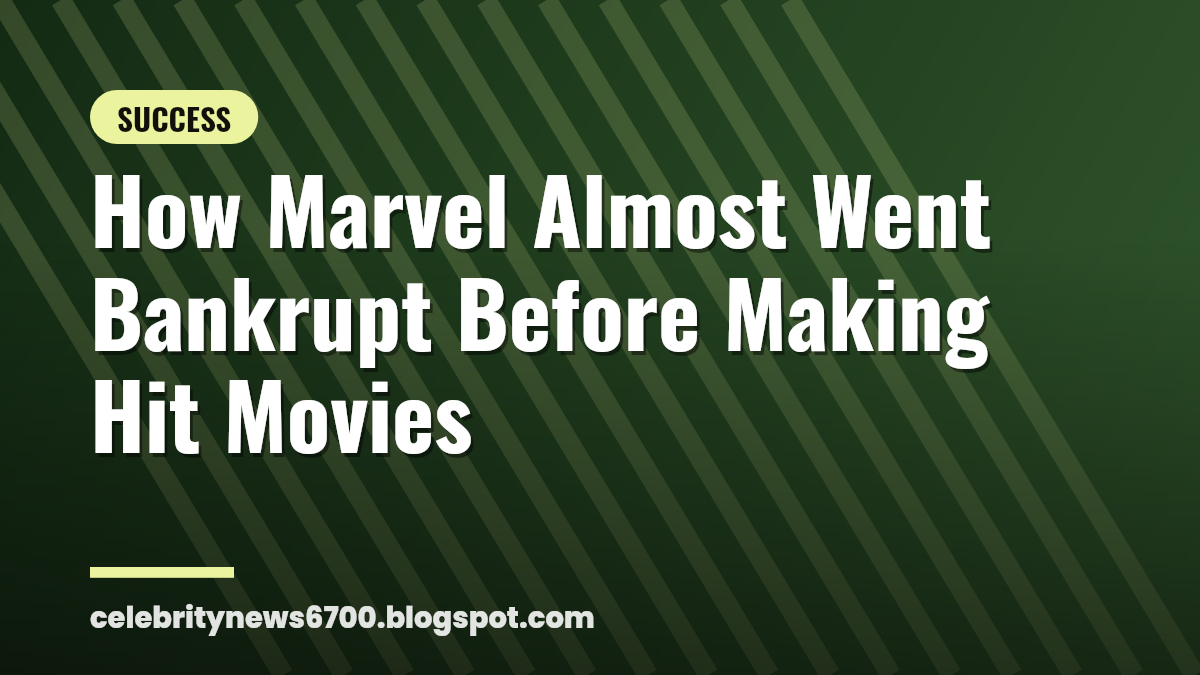 SUCCESS
How Marvel Almost Went
Bankrupt Before Making
Hit Movies
celebritynews6700.blogspot.com